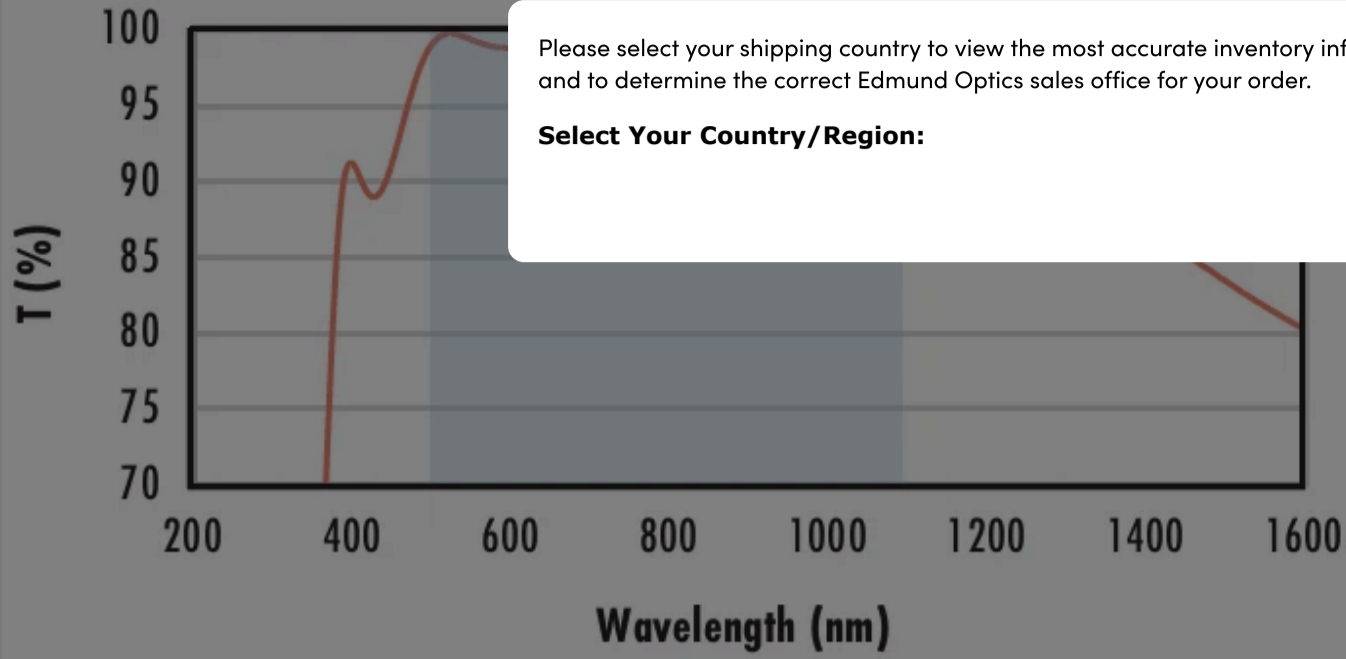 100
95
90
85
80
75
70
T (%)
200 400 600 800 1000 1200 1400 1600
Wavelength (nm)
Please select your shipping country to view the most accurate inventory inf
and to determine the correct Edmund Optics sales office for your order.
Select Your Country/Region: